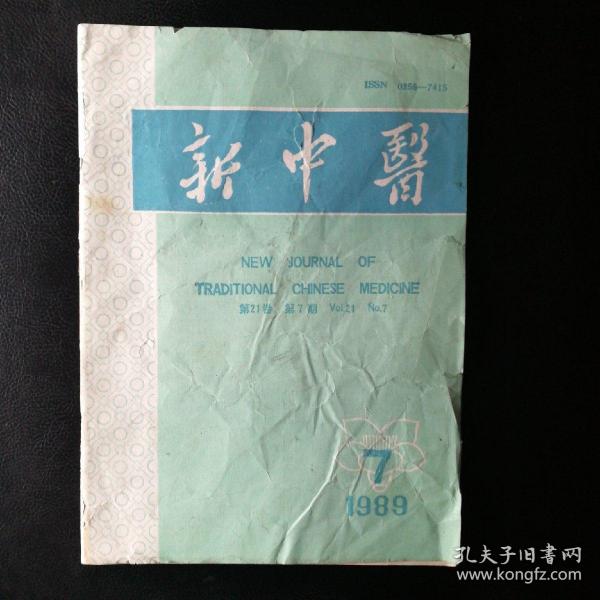 ISSN 0256-7415
新中醫
NEW JOURNAL OF
TRADITIONAL CHINESE MEDICINE
第21卷 第7期 Vol.21 No.7
7
1989
孔夫子旧书网
www.kongfz.com